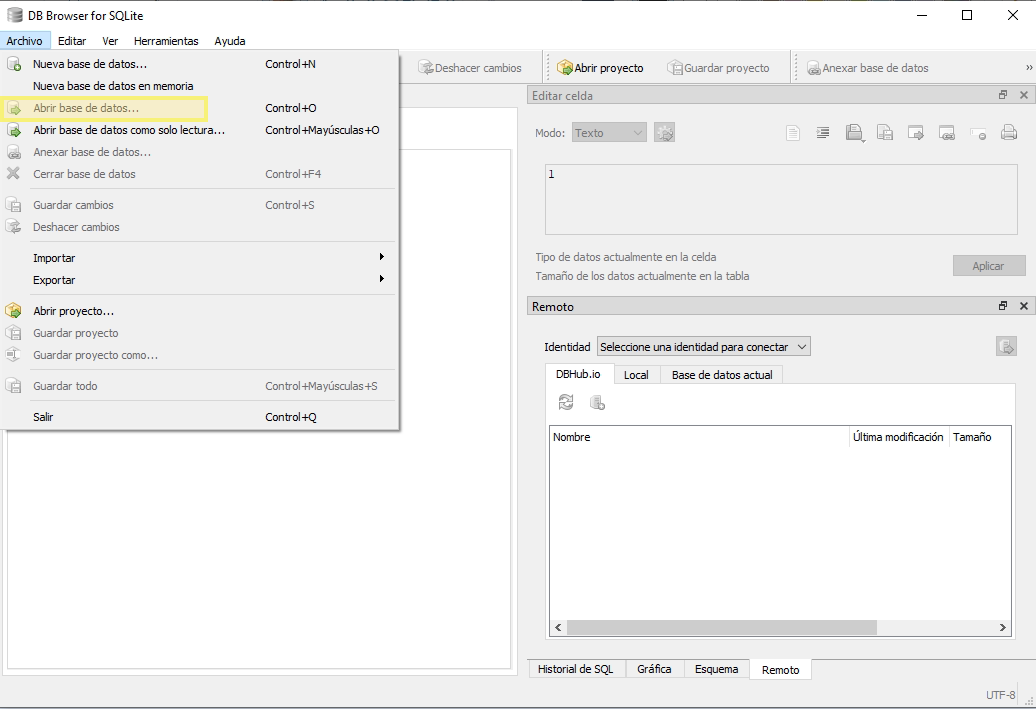 DB Browser for SQLite
Archivo Editar Ver Herramientas Ayuda
Nueva base de datos... Control+N
Nueva base de datos en memoria
Abrir base de datos... Control+O
Abrir base de datos como solo lectura... Control+Mayúsculas+O
Anexar base de datos...
Cerrar base de datos Control+F4
Guardar cambios Control+S
Deshacer cambios
Importar
Exportar
Abrir proyecto...
Guardar proyecto
Guardar proyecto como...
Guardar todo Control+Mayúsculas+S
Salir Control+Q
Deshacer cambios Abrir proyecto Guardar proyecto Anexar base de datos »
Editar celda
Modo: Texto
1
Tipo de datos actualmente en la celda
Tamaño de los datos actualmente en la tabla
Aplicar
Remoto
Identidad Seleccione una identidad para conectar
DBHub.io Local Base de datos actual
Nombre Última modificación Tamaño
Historial de SQL Gráfica Esquema Remoto
UTF-8